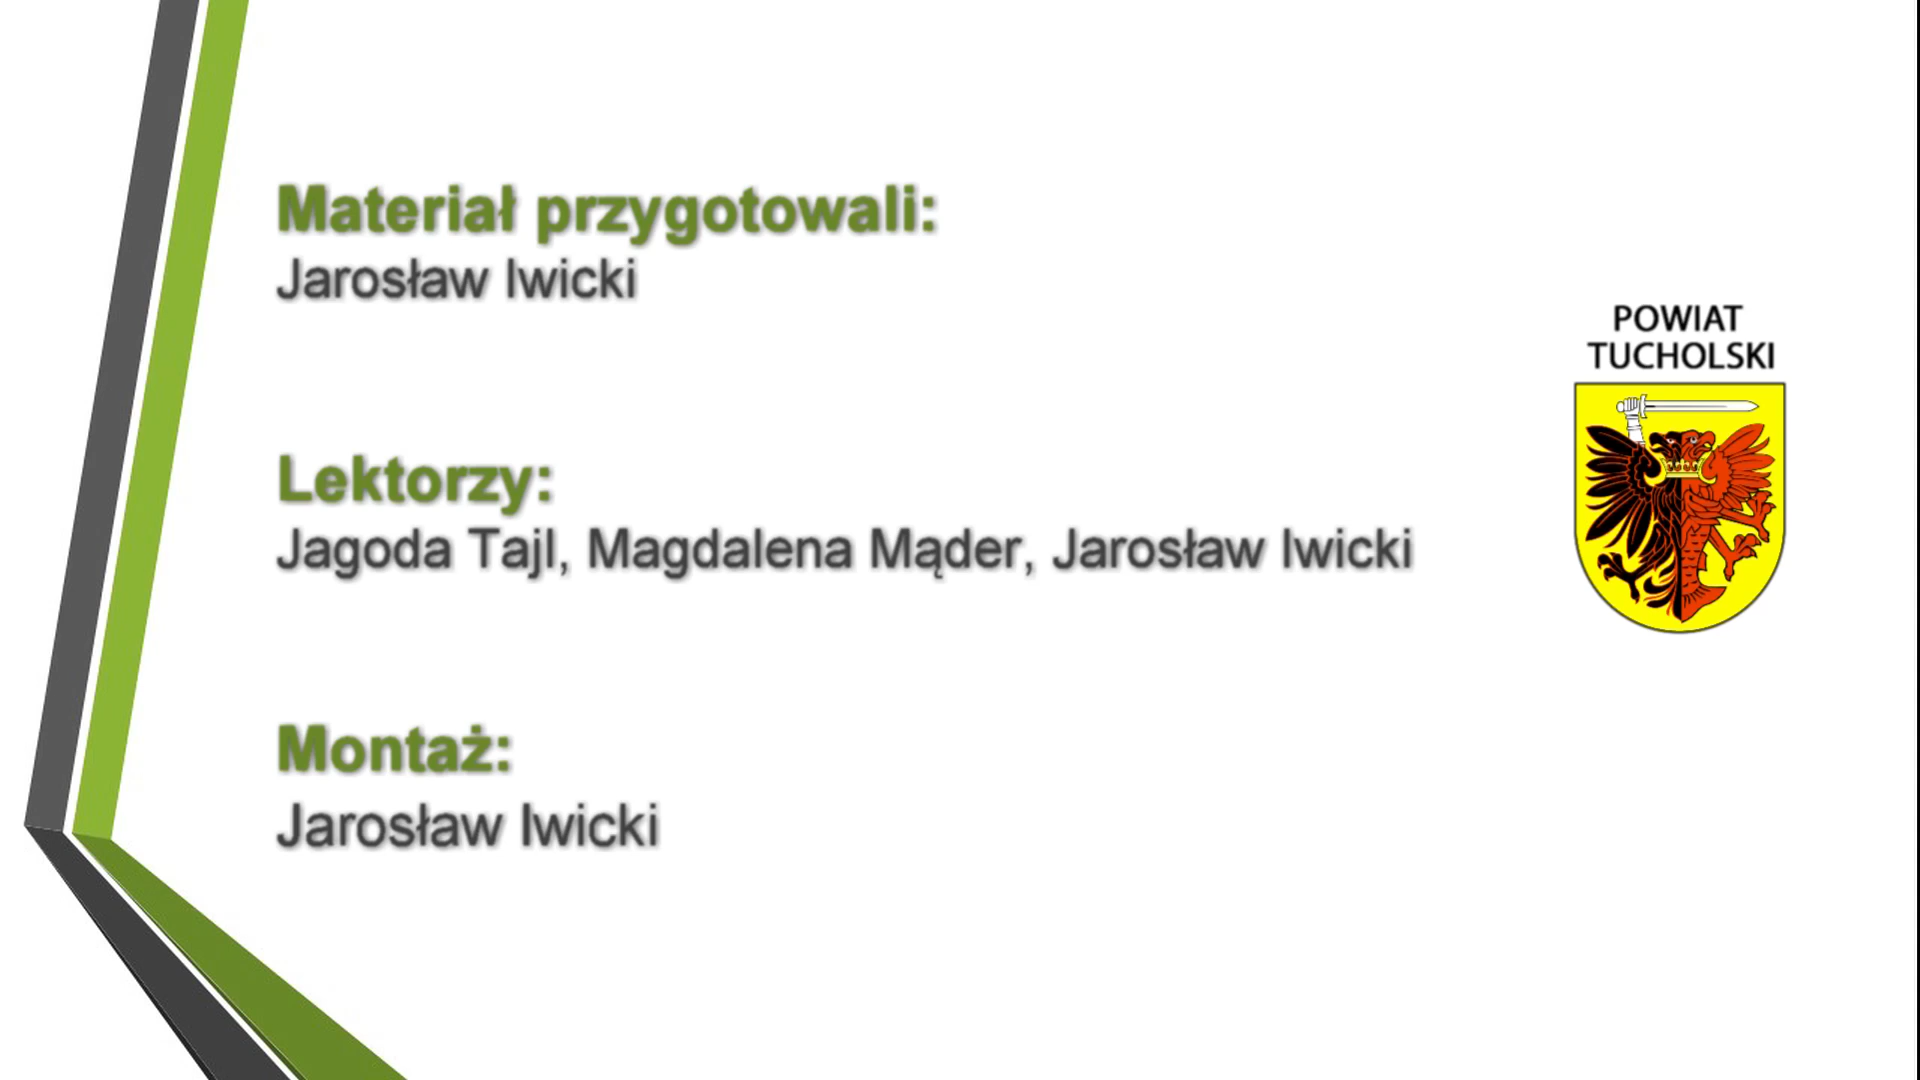 Materiał przygotowali:
Jarosław Iwicki
Lektorzy:
Jagoda Tajl, Magdalena Mąder, Jarosław Iwicki
Montaż:
Jarosław Iwicki
POWIAT
TUCHOLSKI